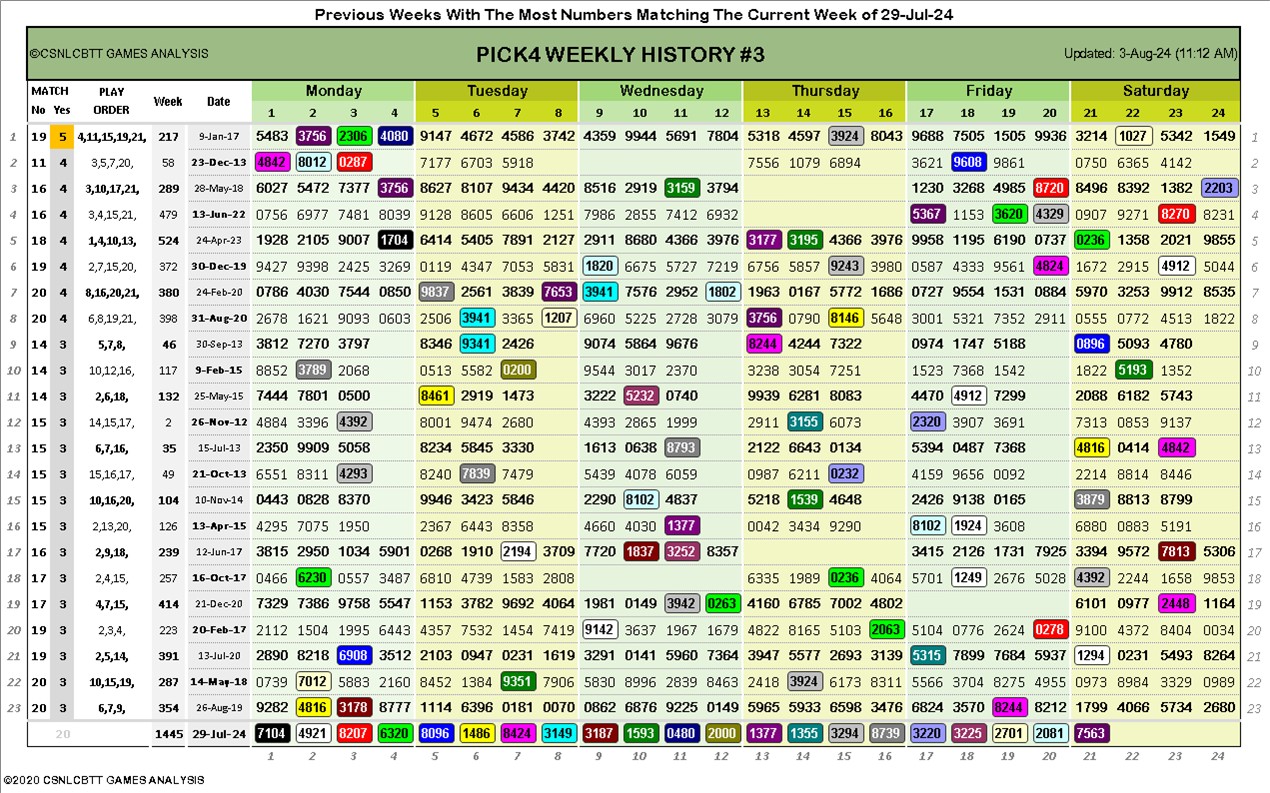 Previous Weeks With The Most Numbers Matching The Current Week of 29-Jul-24
©CSNLCBTT GAMES ANALYSIS PICK4 WEEKLY HISTORY #3 Updated: 3-Aug-24 (11:12 AM)
MATCH PLAY Week Date Monday Tuesday Wednesday Thursday Friday Saturday
No Yes ORDER 1 2 3 4 5 6 7 8 9 10 11 12 13 14 15 16 17 18 19 20 21 22 23 24
1 19 5 4,11,15,19,21, 217 9-Jan-17 5483 3756 2306 4080 9147 4672 4586 3742 4359 9944 5691 7804 5318 4597 3924 8043 9688 7505 1505 9936 3214 1027 5342 1549 1
2 11 4 3,5,7,20, 58 23-Dec-13 4842 8012 0287 7177 6703 5918 7556 1079 6894 3621 9608 9861 0750 6365 4142 2
3 16 4 3,10,17,21, 289 28-May-18 6027 5472 7377 3756 8627 8107 9434 4420 8516 2919 3159 3794 1230 3268 4985 8720 8496 8392 1382 2203 3
4 16 4 3,4,15,21, 479 13-Jun-22 0756 6977 7481 8039 9128 8605 6606 1251 7986 2855 7412 6932 5367 1153 3620 4329 0907 9271 8270 8231 4
5 18 4 1,4,10,13, 524 24-Apr-23 1928 2105 9007 1704 6414 5405 7891 2127 2911 8680 4366 3976 3177 3195 4366 3976 9958 1195 6190 0737 0236 1358 2021 9855 5
6 19 4 2,7,15,20, 372 30-Dec-19 9427 9398 2425 3269 0119 4347 7053 5831 1820 6675 5727 7219 6756 5857 9243 3980 0587 4333 9561 4824 1672 2915 4912 5044 6
7 20 4 8,16,20,21, 380 24-Feb-20 0786 4030 7544 0850 9837 2561 3839 7653 3941 7576 2952 1802 1963 0167 5772 1686 0727 9554 1531 0884 5970 3253 9912 8535 7
8 20 4 6,8,19,21, 398 31-Aug-20 2678 1621 9093 0603 2506 3941 3365 1207 6960 5225 2728 3079 3756 0790 8146 5648 3001 5321 7352 2911 0555 0772 4513 1822 8
9 14 3 5,7,8, 46 30-Sep-13 3812 7270 3797 8346 9341 2426 9074 5864 9676 8244 4244 7322 0974 1747 5188 0896 5093 4780 9
10 14 3 10,12,16, 117 9-Feb-15 8852 3789 2068 0513 5582 0200 9544 3017 2370 3238 3054 7251 1523 7368 1542 1822 5193 1352 10
11 14 3 2,6,18, 132 25-May-15 7444 7801 0500 8461 2919 1473 3222 5232 0740 9939 6281 8083 4470 4912 7299 2088 6182 5743 11
12 15 3 14,15,17, 2 26-Nov-12 4884 3396 4392 8001 9474 2680 4393 2865 1999 2911 3155 6073 2320 3907 3691 7313 0853 9137 12
13 15 3 6,7,16, 35 15-Jul-13 2350 9909 5058 8234 5845 3330 1613 0638 8793 2122 6643 0134 5394 0487 7368 4816 0414 4842 13
14 15 3 15,16,17, 49 21-Oct-13 6551 8311 4293 8240 7839 7479 5439 4078 6059 0987 6211 0232 4159 9656 0092 2214 8814 8446 14
15 15 3 10,16,20, 104 10-Nov-14 0443 0828 8370 9946 3423 5846 2290 8102 4837 5218 1539 4648 2426 9138 0165 3879 8813 8799 15
16 15 3 2,13,20, 126 13-Apr-15 4295 7075 1950 2367 6443 8358 4660 4030 1377 0042 3434 9290 8102 1924 3608 6880 0883 5191 16
17 16 3 2,9,18, 239 12-Jun-17 3815 2950 1034 5901 0268 1910 2194 3709 7720 1837 3252 8357 3415 2126 1731 7925 3394 9572 7813 5306 17
18 17 3 2,4,15, 257 16-Oct-17 0466 6230 0557 3487 6810 4739 1583 2808 6335 1989 0236 4064 5701 1249 2676 5028 4392 2244 1658 9853 18
19 17 3 4,7,15, 414 21-Dec-20 7329 7386 9758 5547 1153 3782 9692 4064 1981 0149 3942 0263 4160 6785 7002 4802 6101 0977 2448 1164 19
20 19 3 2,3,4, 223 20-Feb-17 2112 1504 1995 6443 4357 7532 1454 7419 9142 3637 1967 1679 4822 8165 5103 2063 5104 0776 2624 0278 9100 4372 8404 0034 20
21 19 3 2,5,14, 391 13-Jul-20 2890 8218 6908 3512 2103 0947 0231 1619 3291 0141 5960 7364 3947 5577 2693 3139 5315 7899 7684 5937 1294 0231 5493 8264 21
22 20 3 10,15,19, 287 14-May-18 0739 7012 5883 2160 8452 1384 9351 7906 5830 8996 2839 8463 2418 3924 6173 8311 5566 3704 8275 4955 0973 8984 3329 0989 22
23 20 3 6,7,9, 354 26-Aug-19 9282 4816 3178 8777 1114 6396 0181 0070 0862 6876 9225 0149 5965 5933 6598 3476 6824 3570 8244 8212 1799 4066 5734 2680 23
20 1445 29-Jul-24 7104 4921 8207 6320 8096 1486 8424 3149 3187 1593 0480 2000 1377 1355 3294 8739 3220 3225 2701 2081 7563
1 2 3 4 5 6 7 8 9 10 11 12 13 14 15 16 17 18 19 20 21 22 23 24
©2020 CSNLCBTT GAMES ANALYSIS